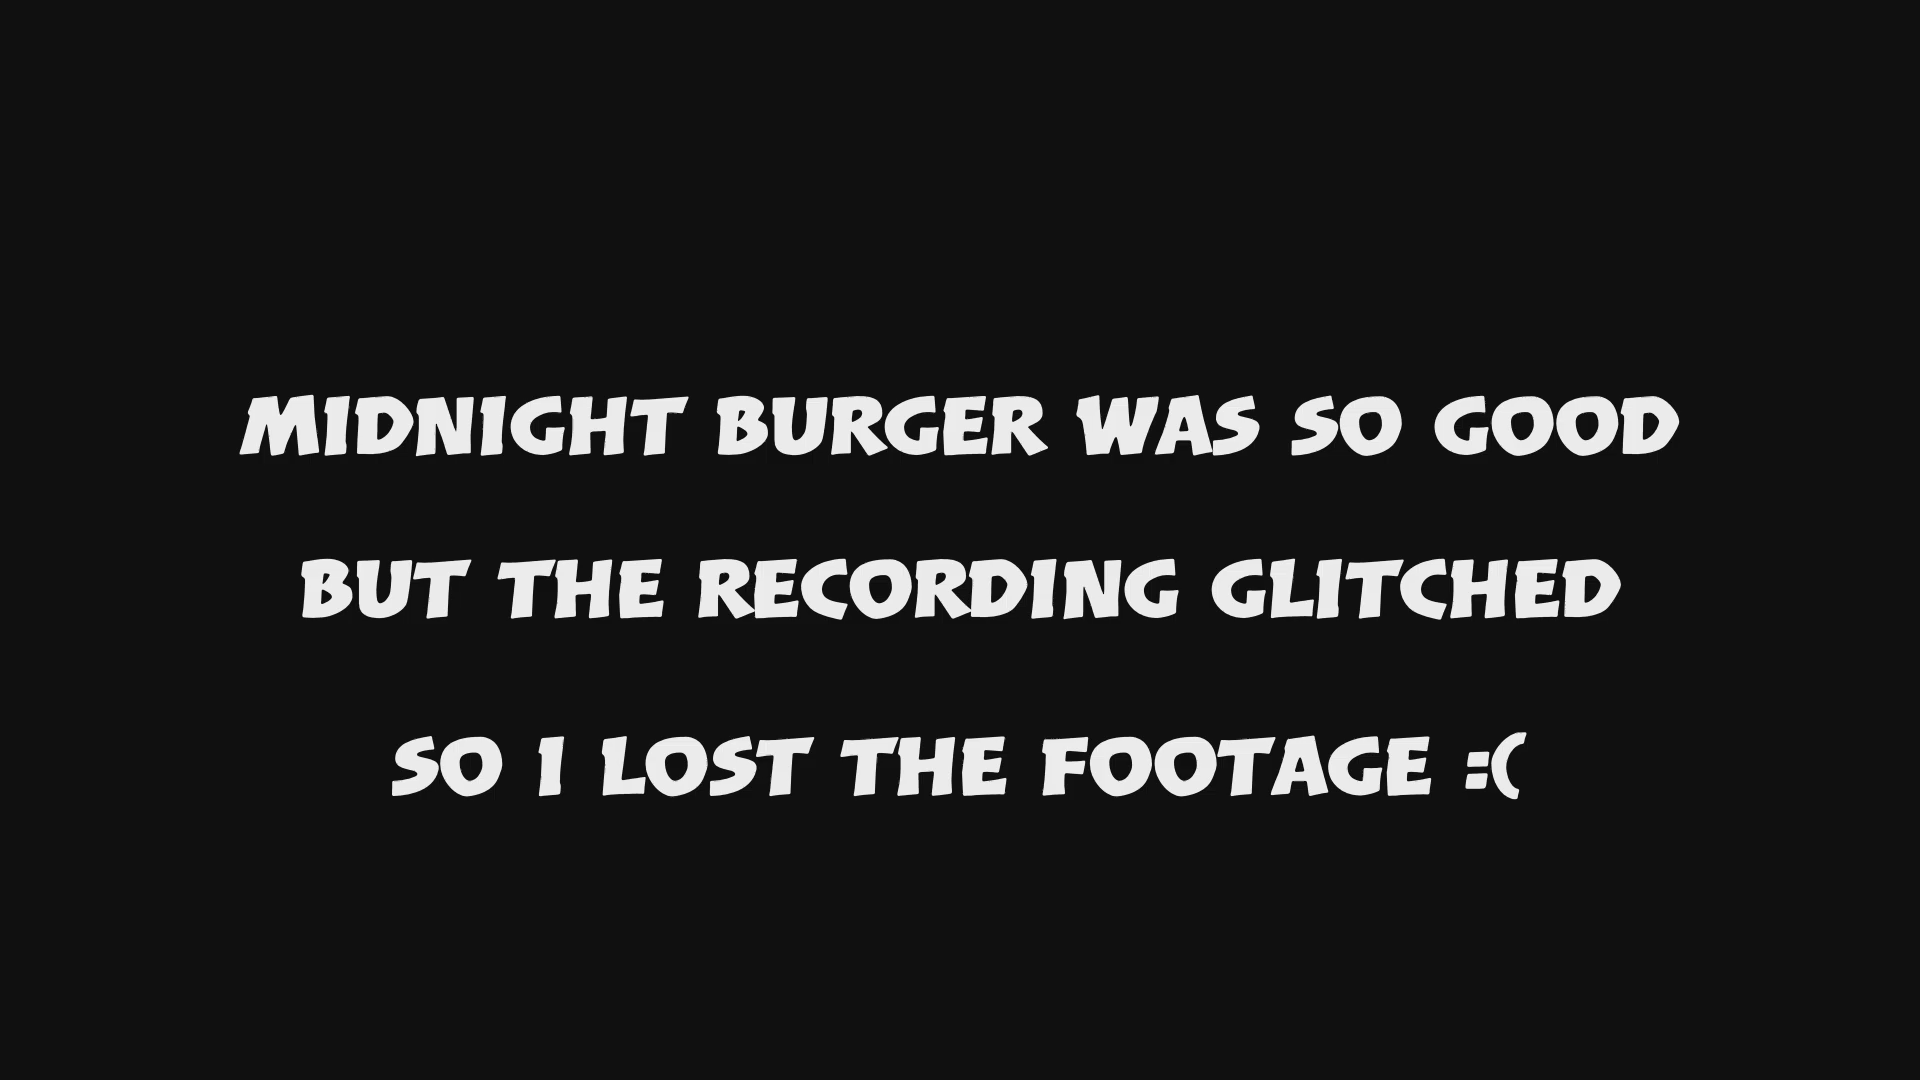 MIDNIGHT BURGER WAS SO GOOD
BUT THE RECORDING GLITCHED
SO I LOST THE FOOTAGE :(